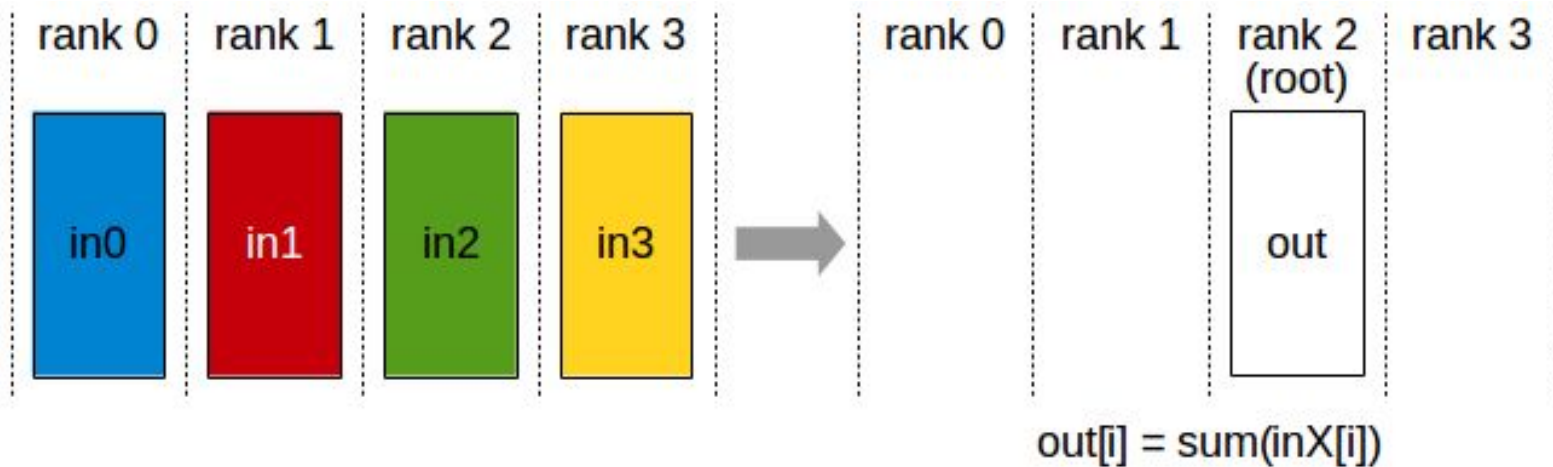 rank 0 rank 1 rank 2 rank 3 rank 0 rank 1 rank 2 rank 3
(root)
in0 in1 in2 in3 out
out[i] = sum(inX[i])